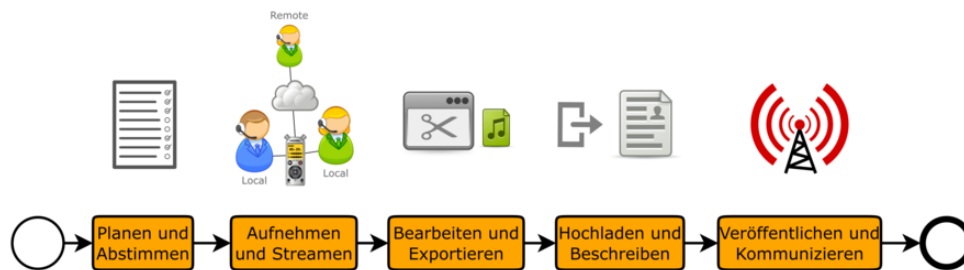 Remote
Local
Local
Planen und
Abstimmen
Aufnehmen
und Streamen
Bearbeiten und
Exportieren
Hochladen und
Beschreiben
Veröffentlichen und
Kommunizieren